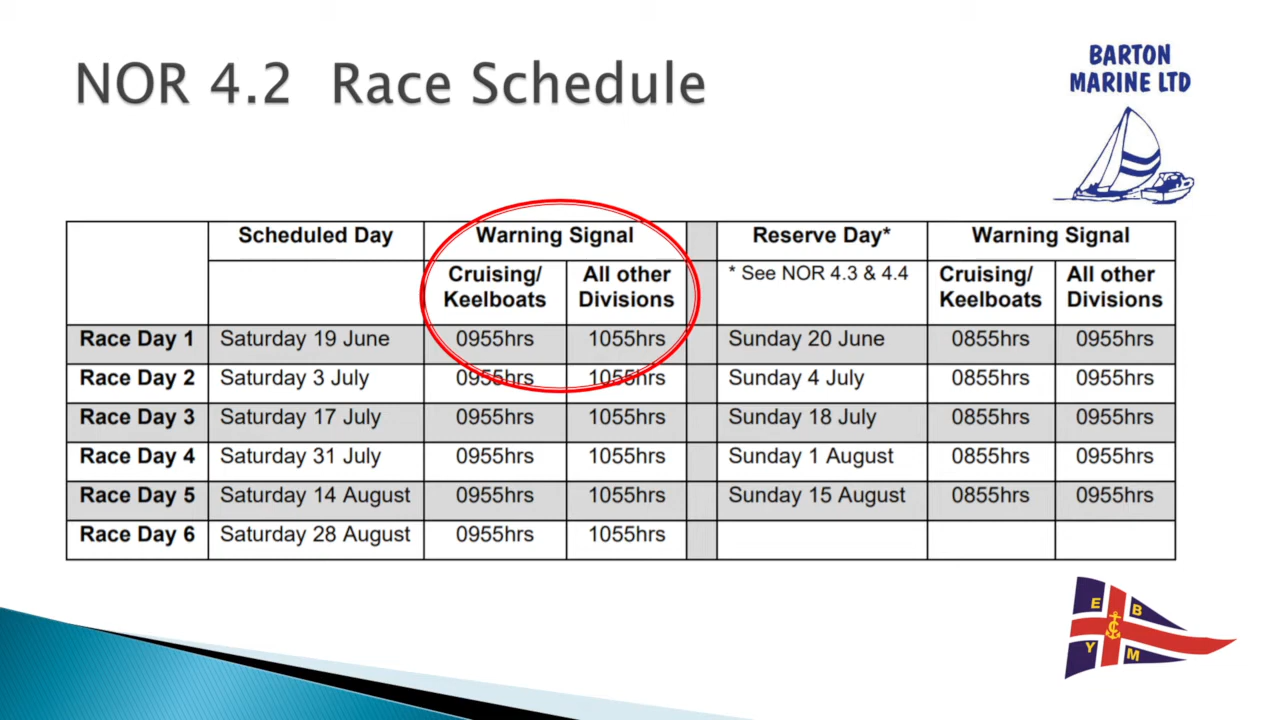 NOR 4.2 Race Schedule
BARTON
MARINE LTD
Scheduled Day Warning Signal Reserve Day* Warning Signal
Cruising/ Keelboats All other Divisions * See NOR 4.3 & 4.4 Cruising/ Keelboats All other Divisions
Race Day 1 Saturday 19 June 0955hrs 1055hrs Sunday 20 June 0855hrs 0955hrs
Race Day 2 Saturday 3 July 0955hrs 1055hrs Sunday 4 July 0855hrs 0955hrs
Race Day 3 Saturday 17 July 0955hrs 1055hrs Sunday 18 July 0855hrs 0955hrs
Race Day 4 Saturday 31 July 0955hrs 1055hrs Sunday 1 August 0855hrs 0955hrs
Race Day 5 Saturday 14 August 0955hrs 1055hrs Sunday 15 August 0855hrs 0955hrs
Race Day 6 Saturday 28 August 0955hrs 1055hrs
E B
Y M